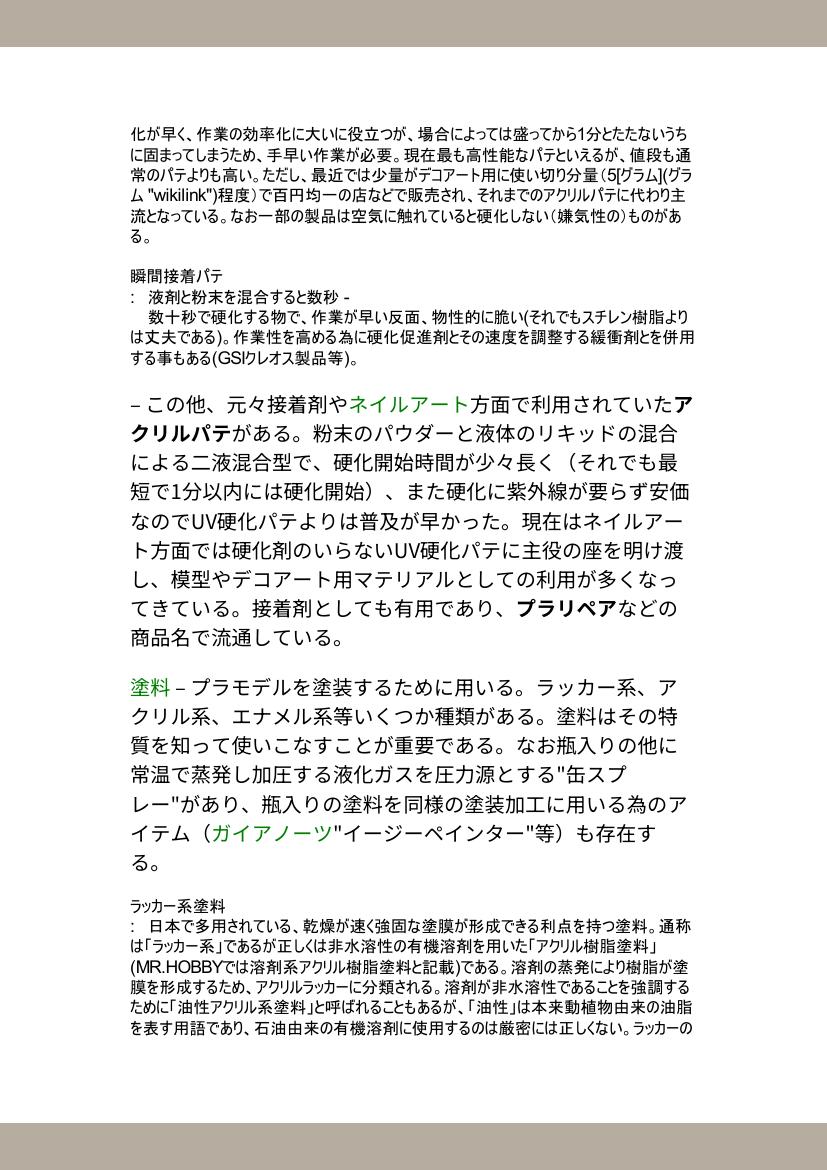 化が早く、作業の効率化に大いに役立つが、場合によっては盛ってから1分とたたないうち
に固まってしまうため、手早い作業が必要。現在最も高性能なパテといえるが、値段も通
常のパテよりも高い。ただし、最近では少量がデコアート用に使い切り分量（5[グラム](グラ
ム "wikilink")程度）で百円均一の店などで販売され、それまでのアクリルパテに代わり主
流となっている。なお一部の製品は空気に触れていると硬化しない（嫌気性の）ものがあ
る。
瞬間接着パテ
: 液剤と粉末を混合すると数秒 -
数十秒で硬化する物で、作業が早い反面、物性的に脆い(それでもスチレン樹脂より
は丈夫である)。作業性を高める為に硬化促進剤とその速度を調整する緩衝剤とを併用
する事もある(GSIクレオス製品等)。
– この他、元々接着剤やネイルアート方面で利用されていたア
クリルパテがある。粉末のパウダーと液体のリキッドの混合
による二液混合型で、硬化開始時間が少々長く（それでも最
短で1分以内には硬化開始）、また硬化に紫外線が要らず安価
なのでUV硬化パテよりは普及が早かった。現在はネイルアー
ト方面では硬化剤のいらないUV硬化パテに主役の座を明け渡
し、模型やデコアート用マテリアルとしての利用が多くなっ
てきている。接着剤としても有用であり、プラリペアなどの
商品名で流通している。
塗料 – プラモデルを塗装するために用いる。ラッカー系、ア
クリル系、エナメル系等いくつか種類がある。塗料はその特
質を知って使いこなすことが重要である。なお瓶入りの他に
常温で蒸発し加圧する液化ガスを圧力源とする"缶スプ
レー"があり、瓶入りの塗料を同様の塗装加工に用いる為のア
イテム（ガイアノーツ"イージーペインター"等）も存在す
る。
ラッカー系塗料
: 日本で多用されている、乾燥が速く強固な塗膜が形成できる利点を持つ塗料。通称
は「ラッカー系」であるが正しくは非水溶性の有機溶剤を用いた「アクリル樹脂塗料」
(MR.HOBBYでは溶剤系アクリル樹脂塗料と記載)である。溶剤の蒸発により樹脂が塗
膜を形成するため、アクリルラッカーに分類される。溶剤が非水溶性であることを強調する
ために「油性アクリル系塗料」と呼ばれることもあるが、「油性」は本来動植物由来の油脂
を表す用語であり、石油由来の有機溶剤に使用するのは厳密には正しくない。ラッカーの